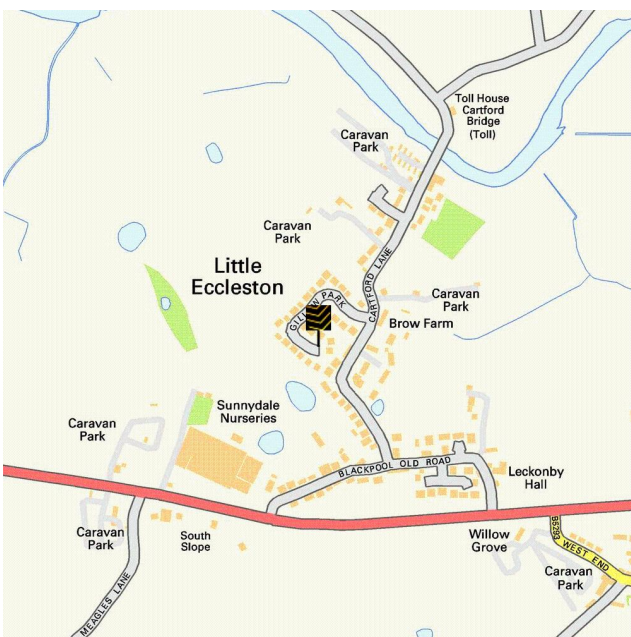 Toll House
Cartford
Bridge
(Toll)
Caravan
Park
Caravan
Park
Little
Eccleston
CARTFORD LANE
Caravan
Park
PARK
Brow Farm
Sunnydale
Nurseries
Caravan
Park
BLACKPOOL OLD ROAD
Leckonby
Hall
Caravan
Park
South
Slope
Willow
Grove
B5293
WEST END
Caravan
Park
MEAGLES LANE